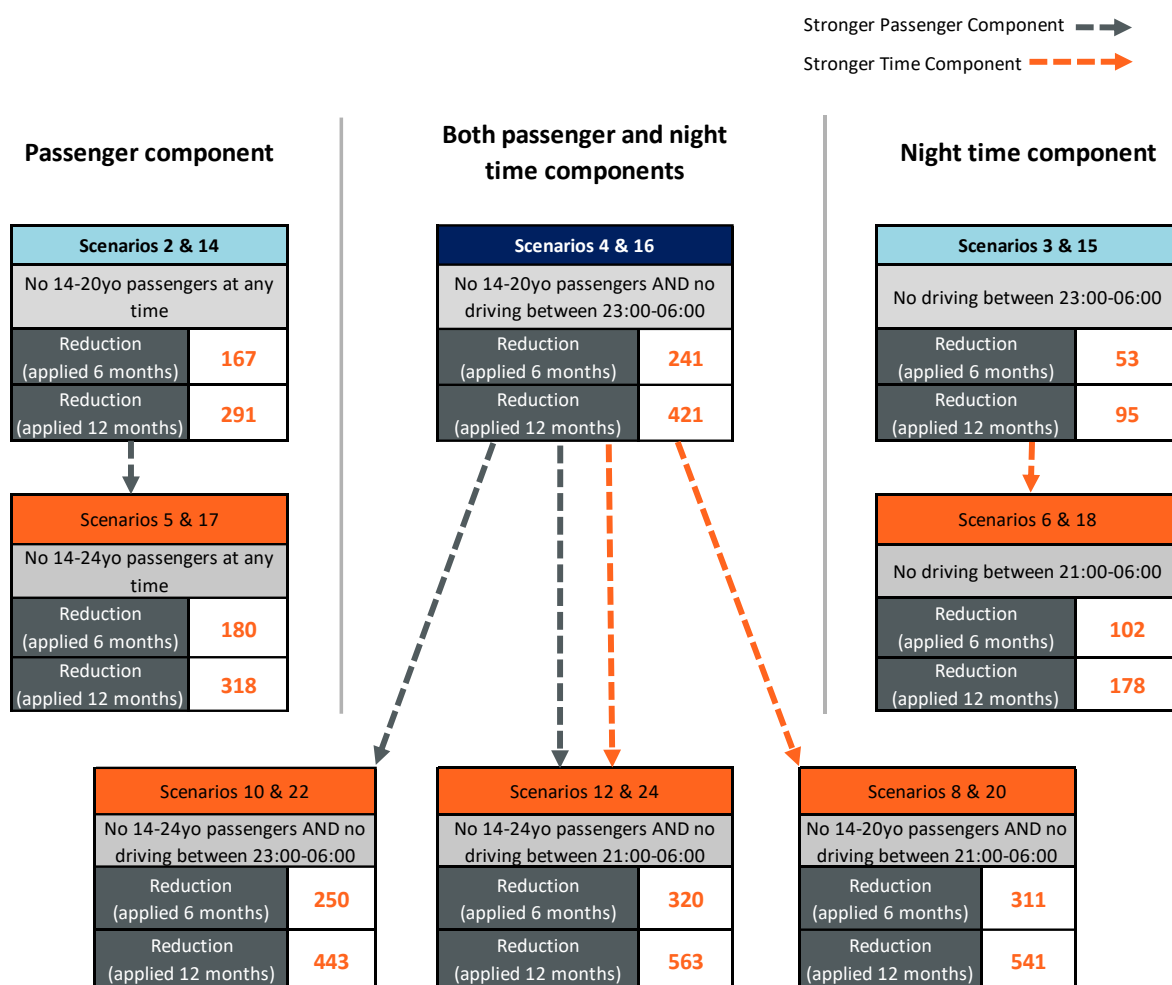 Stronger Passenger Component
Stronger Time Component
Passenger component
Both passenger and night
time components
Night time component
Scenarios 2 & 14
No 14-20yo passengers at any
time
Reduction
(applied 6 months)
167
Reduction
(applied 12 months)
291
Scenarios 5 & 17
No 14-24yo passengers at any
time
Reduction
(applied 6 months)
180
Reduction
(applied 12 months)
318
Scenarios 4 & 16
No 14-20yo passengers AND no
driving between 23:00-06:00
Reduction
(applied 6 months)
241
Reduction
(applied 12 months)
421
Scenarios 3 & 15
No driving between 23:00-06:00
Reduction
(applied 6 months)
53
Reduction
(applied 12 months)
95
Scenarios 6 & 18
No driving between 21:00-06:00
Reduction
(applied 6 months)
102
Reduction
(applied 12 months)
178
Scenarios 10 & 22
No 14-24yo passengers AND no
driving between 23:00-06:00
Reduction
(applied 6 months)
250
Reduction
(applied 12 months)
443
Scenarios 12 & 24
No 14-24yo passengers AND no
driving between 21:00-06:00
Reduction
(applied 6 months)
320
Reduction
(applied 12 months)
563
Scenarios 8 & 20
No 14-20yo passengers AND no
driving between 21:00-06:00
Reduction
(applied 6 months)
311
Reduction
(applied 12 months)
541